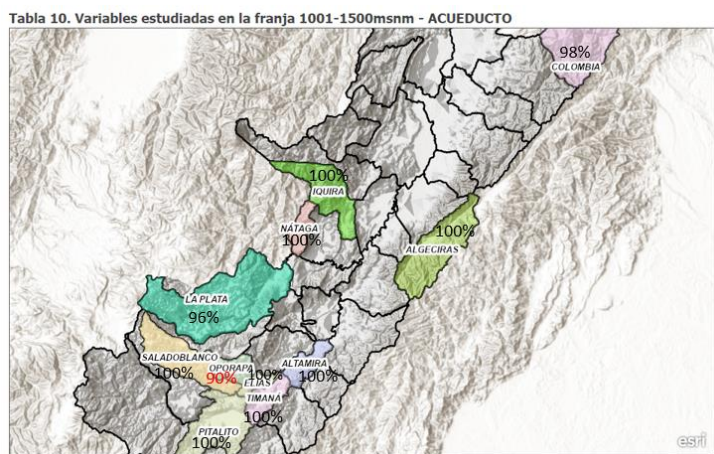 Tabla 10. Variables estudiadas en la franja 1001-1500msnm - ACUEDUCTO
98%
COLOMBIA
100%
IQUIRA
NÁTAGA
100%
100%
ALGECIRAS
LA PLATA
96%
SALADOBLANCO
100%
OPORAPA
90%
100%
ELIAS
ALTAMIRA
100%
TIMANÁ
100%
PITALITO
100%
esri